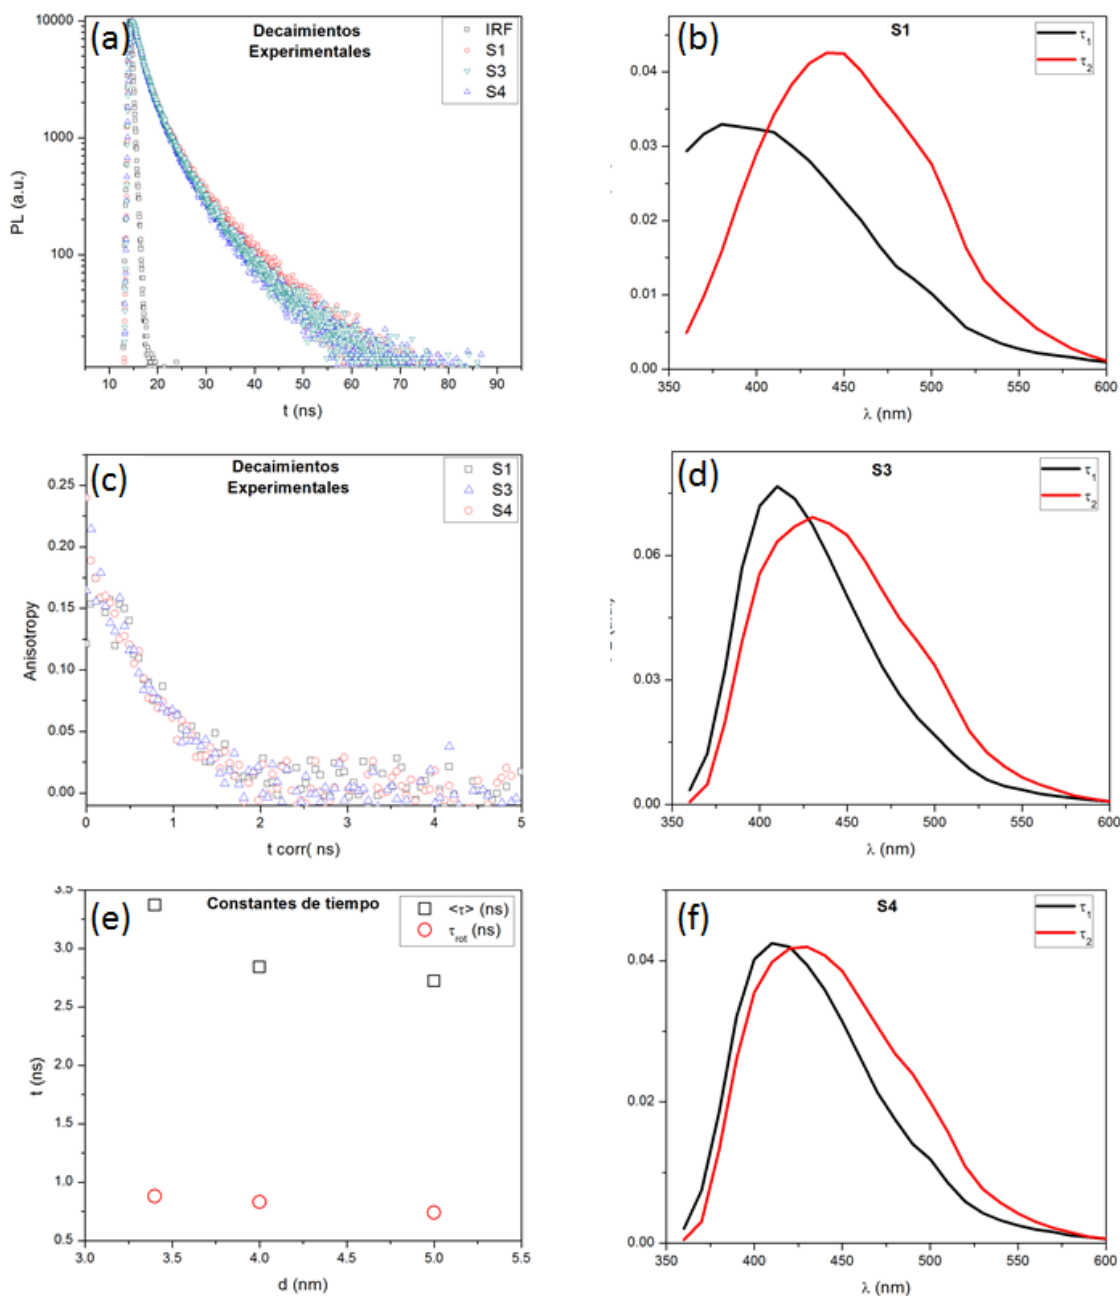 (a)
Decaimientos
Experimentales
IRF
S1
S3
S4
10000
1000
100
PL (a.u.)
10 20 30 40 50 60 70 80 90
t (ns)
(b)
S1
τ1
τ2
0.04
0.03
0.02
0.01
0.00
350 400 450 500 550 600
λ (nm)
(c)
Decaimientos
Experimentales
S1
S3
S4
0.25
0.20
0.15
0.10
0.05
0.00
Anisotropy
0 1 2 3 4 5
t corr( ns)
(d)
S3
τ1
τ2
0.06
0.03
0.00
350 400 450 500 550 600
λ (nm)
(e)
Constantes de tiempo
<τ> (ns)
τrot (ns)
3.5
3.0
2.5
2.0
1.5
1.0
0.5
t (ns)
3.0 3.5 4.0 4.5 5.0 5.5
d (nm)
(f)
S4
τ1
τ2
0.04
0.02
0.00
350 400 450 500 550 600
λ (nm)